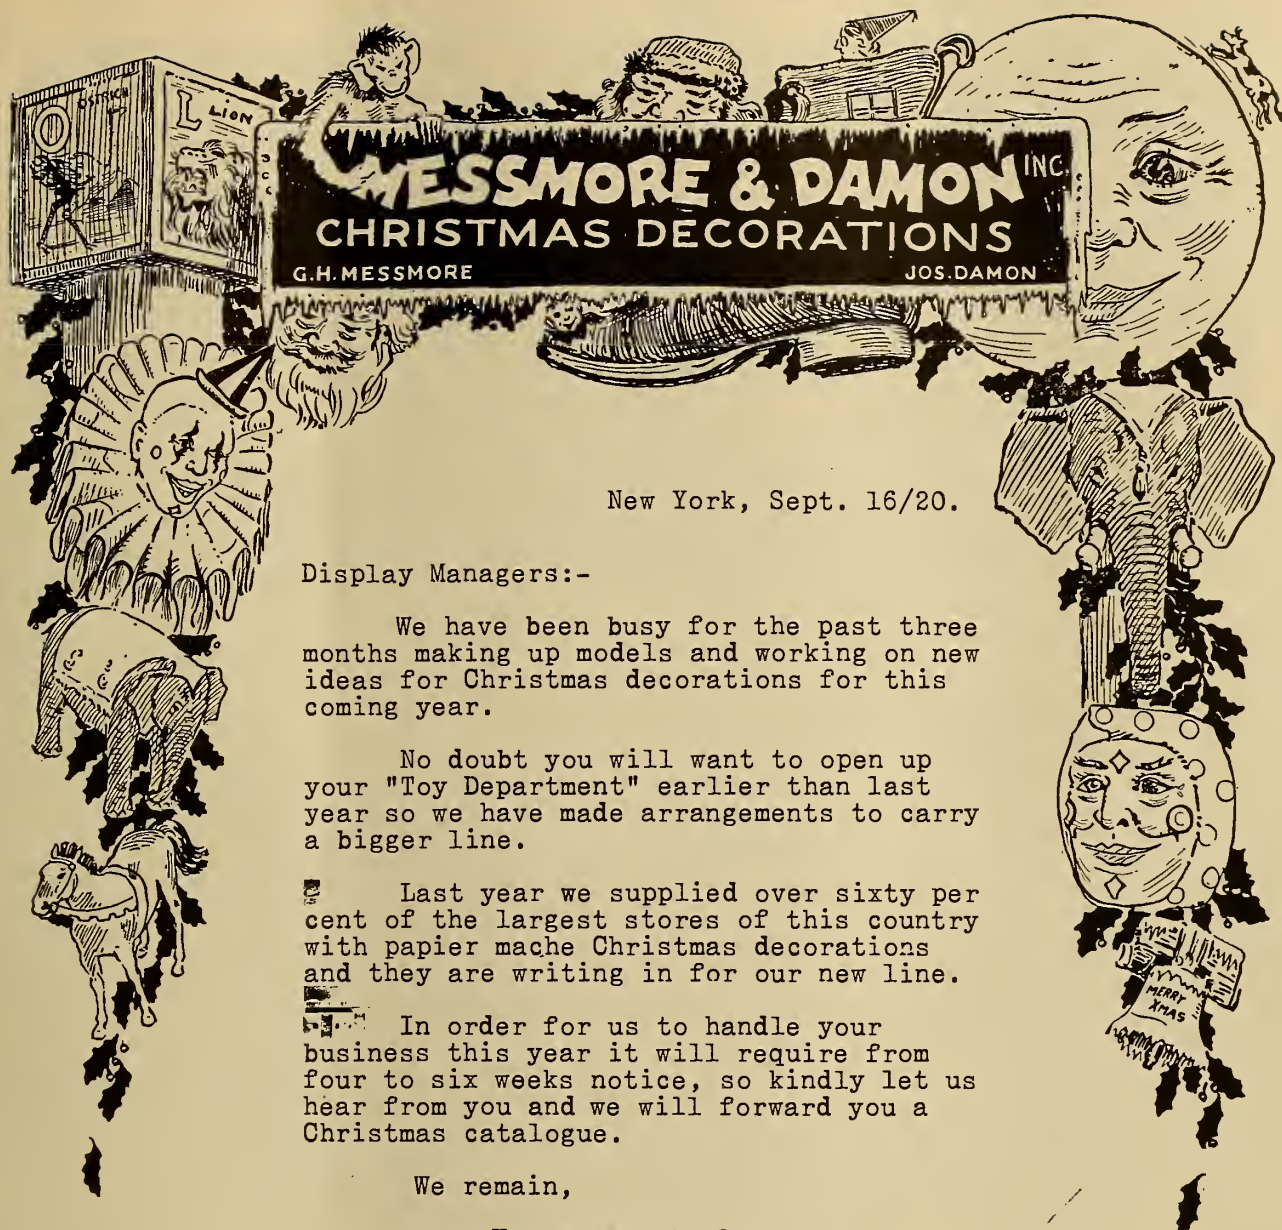 O OSTRICH
L LION
MESSMORE & DAMON INC.
CHRISTMAS DECORATIONS
G.H.MESSMORE JOS.DAMON
New York, Sept. 16/20.
Display Managers:-
We have been busy for the past three
months making up models and working on new
ideas for Christmas decorations for this
coming year.
No doubt you will want to open up
your "Toy Department" earlier than last
year so we have made arrangements to carry
a bigger line.
Last year we supplied over sixty per
cent of the largest stores of this country
with papier mache Christmas decorations
and they are writing in for our new line.
In order for us to handle your
business this year it will require from
four to six weeks notice, so kindly let us
hear from you and we will forward you a
Christmas catalogue.
We remain,
MERRY
XMAS